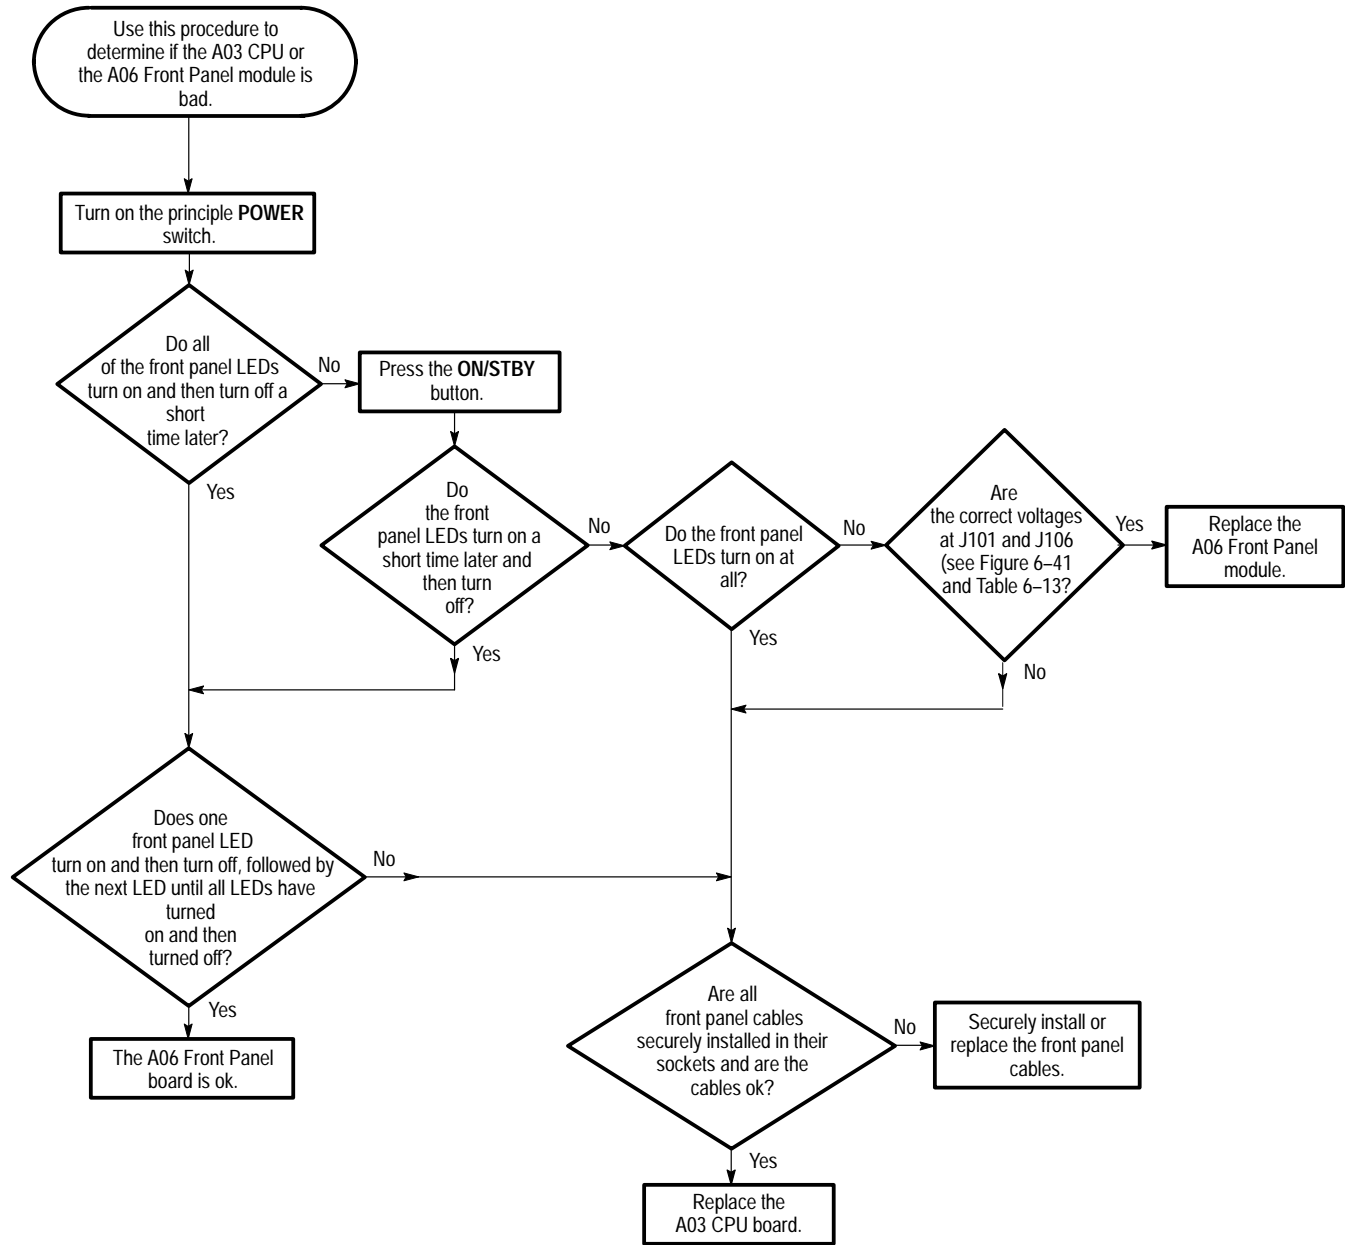 Use this procedure to
determine if the A03 CPU or
the A06 Front Panel module is
bad.
Turn on the principle POWER
switch.
Do all
of the front panel LEDs
turn on and then turn off a
short
time later?
No
Yes
Press the ON/STBY
button.
Do
the front
panel LEDs turn on a
short time later and
then turn
off?
No
Yes
Do the front panel
LEDs turn on at
all?
No
Yes
Are
the correct voltages
at J101 and J106
(see Figure 6–41
and Table 6–13?
Yes
No
Replace the
A06 Front Panel
module.
Does one
front panel LED
turn on and then turn off, followed by
the next LED until all LEDs have
turned
on and then
turned off?
No
Yes
The A06 Front Panel
board is ok.
Are all
front panel cables
securely installed in their
sockets and are the
cables ok?
No
Yes
Securely install or
replace the front panel
cables.
Replace the
A03 CPU board.